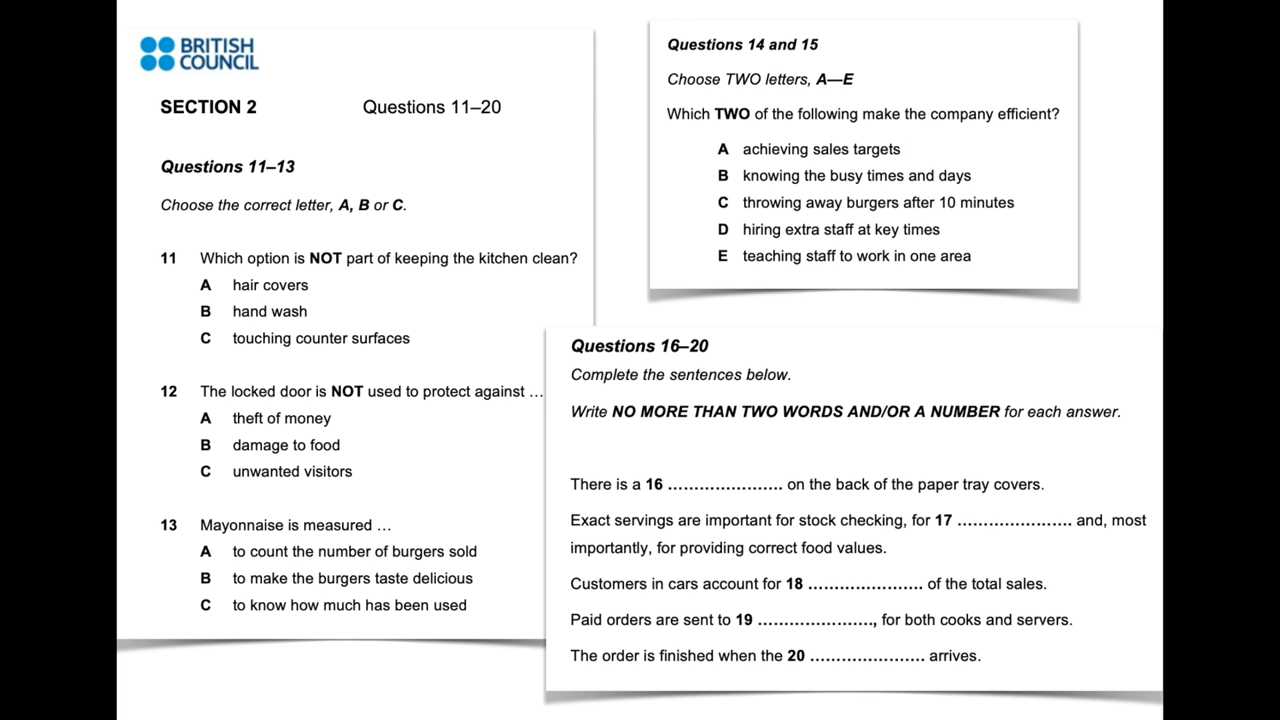 BRITISH
COUNCIL
SECTION 2 Questions 11–20
Questions 11–13
Choose the correct letter, A, B or C.
11 Which option is NOT part of keeping the kitchen clean?
A hair covers
B hand wash
C touching counter surfaces
12 The locked door is NOT used to protect against …
A theft of money
B damage to food
C unwanted visitors
13 Mayonnaise is measured …
A to count the number of burgers sold
B to make the burgers taste delicious
C to know how much has been used
Questions 14 and 15
Choose TWO letters, A—E
Which TWO of the following make the company efficient?
A achieving sales targets
B knowing the busy times and days
C throwing away burgers after 10 minutes
D hiring extra staff at key times
E teaching staff to work in one area
Questions 16–20
Complete the sentences below.
Write NO MORE THAN TWO WORDS AND/OR A NUMBER for each answer.
There is a 16 ………………….. on the back of the paper tray covers.
Exact servings are important for stock checking, for 17 ………………….. and, most
importantly, for providing correct food values.
Customers in cars account for 18 ………………….. of the total sales.
Paid orders are sent to 19 ………………….., for both cooks and servers.
The order is finished when the 20 ………………….. arrives.